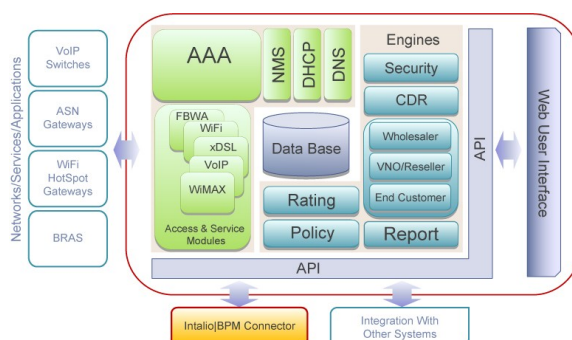 Networks/Services/Applications
VoIP
Switches
ASN
Gateways
WiFi
HotSpot
Gateways
BRAS
AAA
NMS
DHCP
DNS
Engines
Security
CDR
Wholesaler
VNO/Reseller
End Customer
Report
FBWA
WiFi
xDSL
VoIP
WiMAX
Access & Service
Modules
Data Base
Rating
Policy
API
API
Web User Interface
Intalio|BPM Connector
Integration With
Other Systems